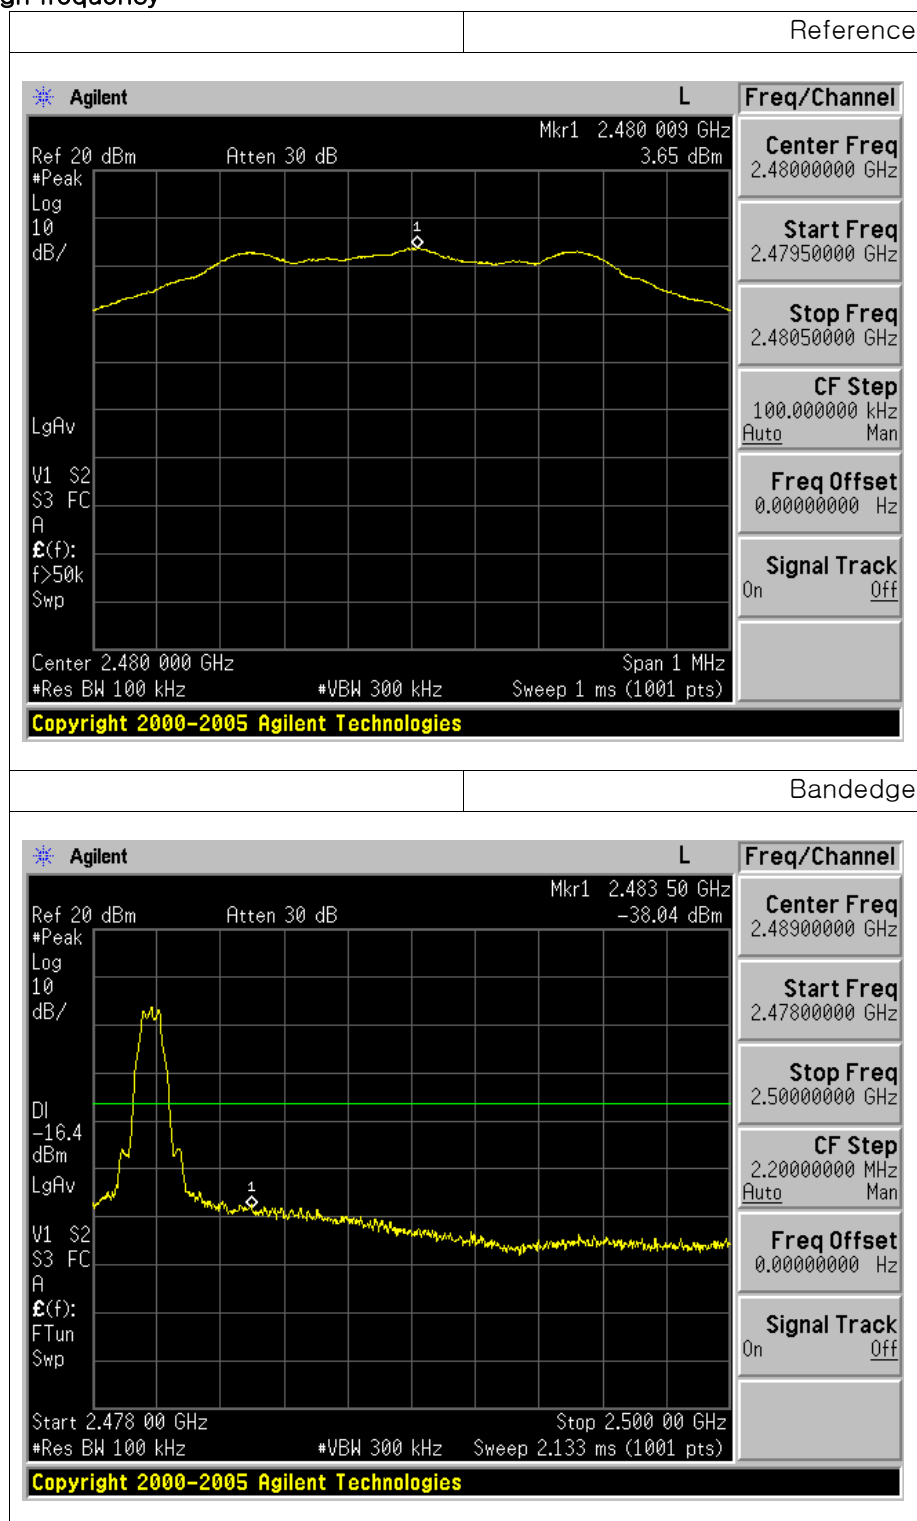 gh frequency
Reference
Agilent L Freq/Channel
Mkr1 2.480 009 GHz
Ref 20 dBm Atten 30 dB 3.65 dBm
#Peak
Log
10
dB/
1
LgAv
V1 S2
S3 FC
A
£(f):
f>50k
Swp
Center 2.480 000 GHz Span 1 MHz
#Res BW 100 kHz #VBW 300 kHz Sweep 1 ms (1001 pts)
Copyright 2000-2005 Agilent Technologies
Center Freq
2.48000000 GHz
Start Freq
2.47950000 GHz
Stop Freq
2.48050000 GHz
CF Step
100.000000 kHz
Auto Man
Freq Offset
0.00000000 Hz
Signal Track
On Off
Bandedge
Agilent L Freq/Channel
Mkr1 2.483 50 GHz
Ref 20 dBm Atten 30 dB -38.04 dBm
#Peak
Log
10
dB/
DI
-16.4
dBm
LgAv
1
V1 S2
S3 FC
A
£(f):
FTun
Swp
Start 2.478 00 GHz Stop 2.500 00 GHz
#Res BW 100 kHz #VBW 300 kHz Sweep 2.133 ms (1001 pts)
Copyright 2000-2005 Agilent Technologies
Center Freq
2.48900000 GHz
Start Freq
2.47800000 GHz
Stop Freq
2.50000000 GHz
CF Step
2.20000000 MHz
Auto Man
Freq Offset
0.00000000 Hz
Signal Track
On Off